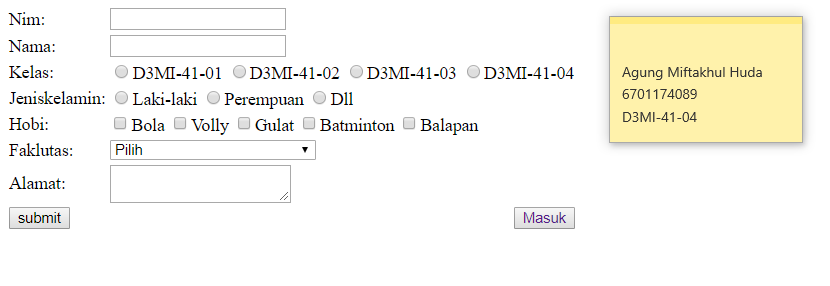 Nim:
Nama:
Kelas: D3MI-41-01 D3MI-41-02 D3MI-41-03 D3MI-41-04
Jeniskelamin: Laki-laki Perempuan Dll
Hobi: Bola Volly Gulat Batminton Balapan
Faklutas: Pilih
Alamat:
submit Masuk
Agung Miftakhul Huda
6701174089
D3MI-41-04